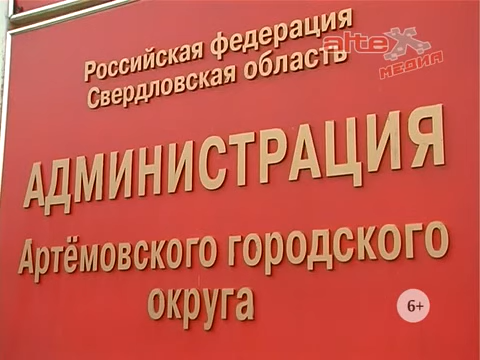 Российская федерация
Свердловская область
АДМИНИСТРАЦИЯ
Артёмовского городского
округа
alteX
МЕДИА
6+